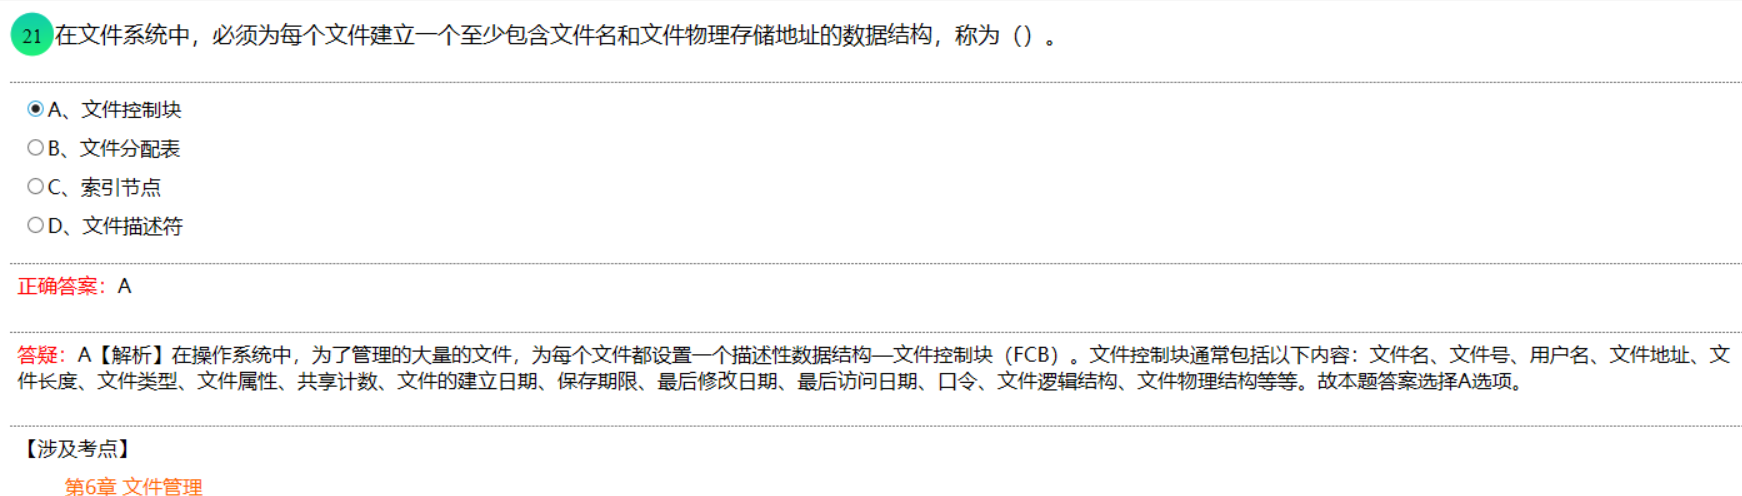 21 在文件系统中，必须为每个文件建立一个至少包含文件名和文件物理存储地址的数据结构，称为（）。
A、文件控制块
B、文件分配表
C、索引节点
D、文件描述符
正确答案：A
答疑：A【解析】在操作系统中，为了管理的大量的文件，为每个文件都设置一个描述性数据结构—文件控制块（FCB）。文件控制块通常包括以下内容：文件名、文件号、用户名、文件地址、文
件长度、文件类型、文件属性、共享计数、文件的建立日期、保存期限、最后修改日期、最后访问日期、口令、文件逻辑结构、文件物理结构等等。故本题答案选择A选项。
【涉及考点】
第6章 文件管理